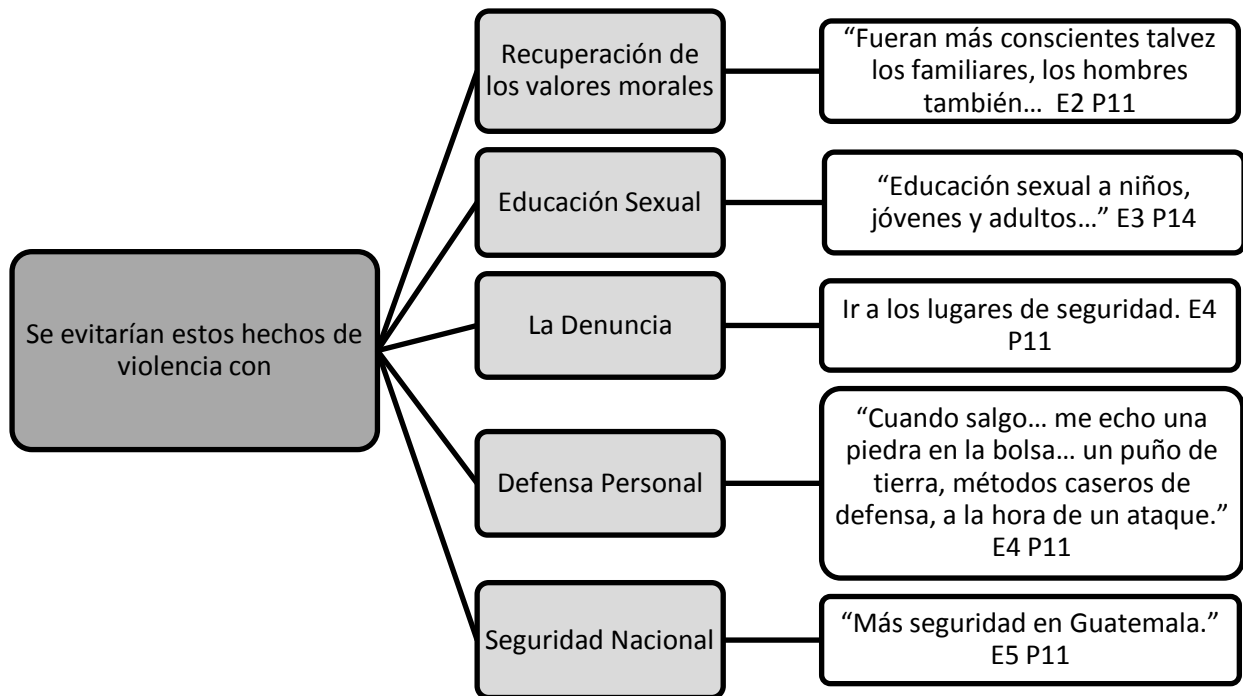 Se evitarían estos hechos de
violencia con
Recuperación de
los valores morales
“Fueran más conscientes talvez
los familiares, los hombres
también… E2 P11
Educación Sexual
“Educación sexual a niños,
jóvenes y adultos…” E3 P14
La Denuncia
Ir a los lugares de seguridad. E4
P11
Defensa Personal
“Cuando salgo… me echo una
piedra en la bolsa… un puño de
tierra, métodos caseros de
defensa, a la hora de un ataque.”
E4 P11
Seguridad Nacional
“Más seguridad en Guatemala.”
E5 P11